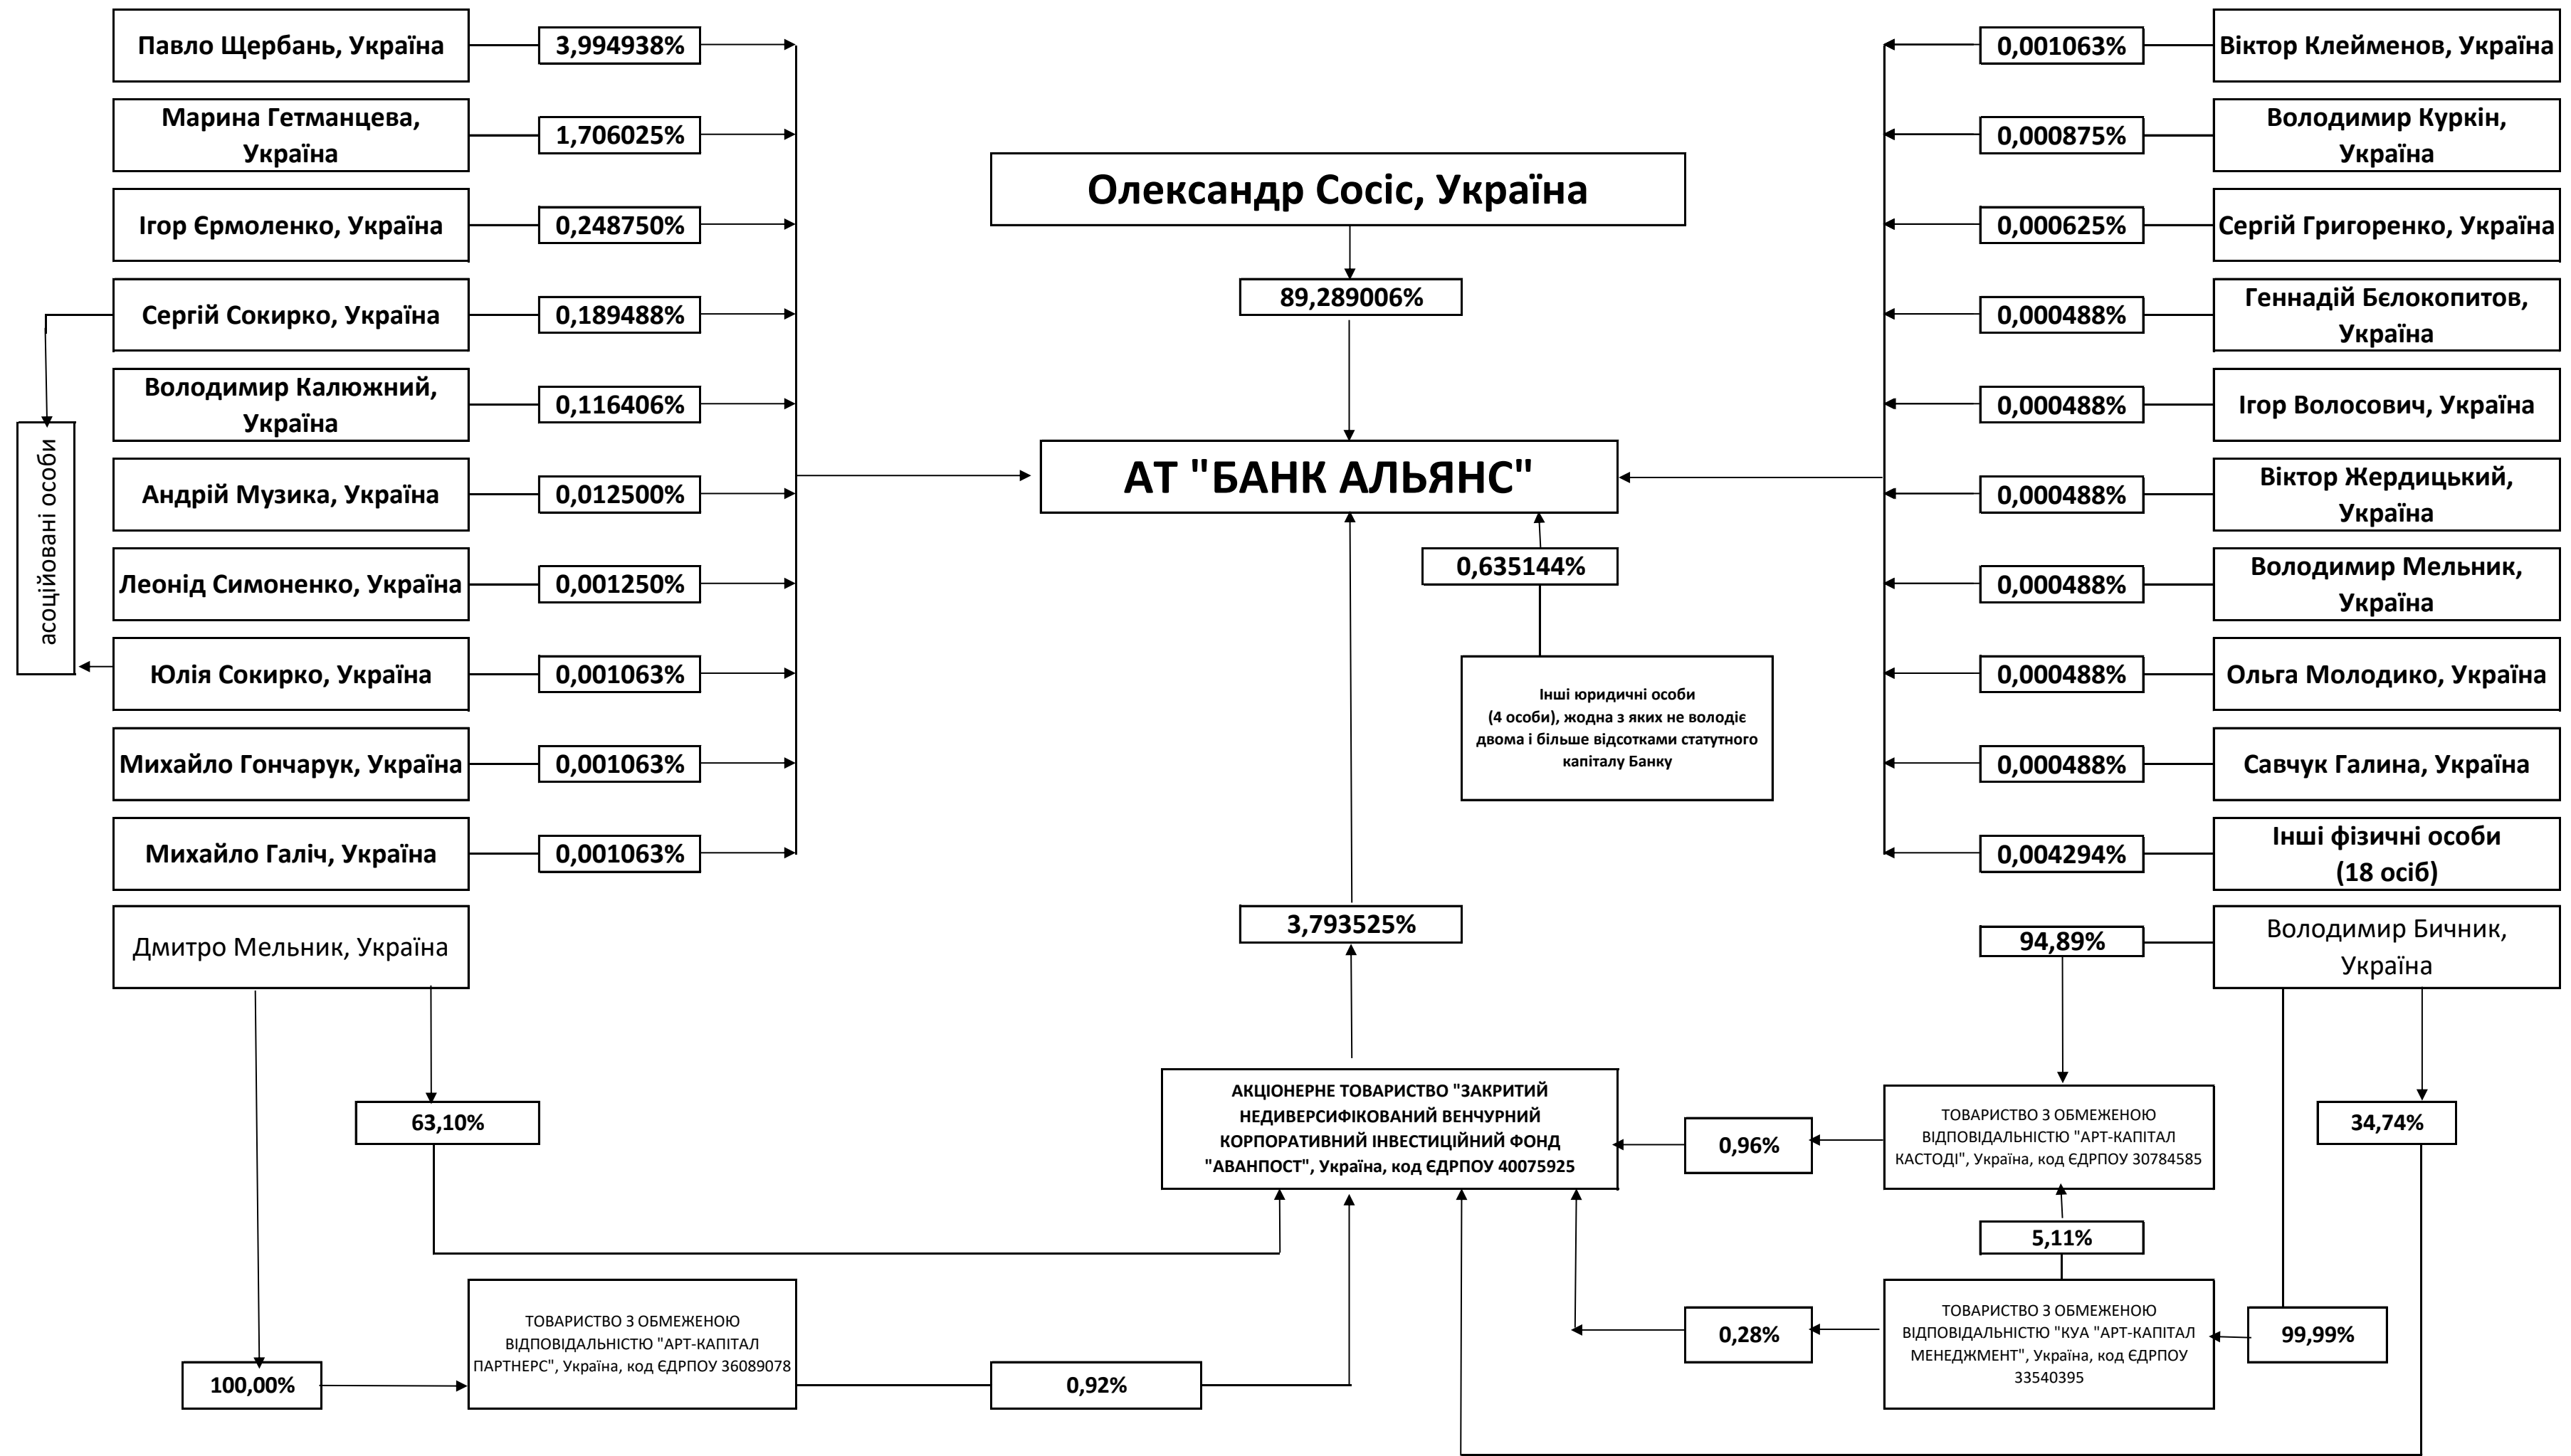 Павло Щербань, Україна
3,994938%
Марина Гетманцева,
Україна
1,706025%
Ігор Єрмоленко, Україна
0,248750%
Сергій Сокирко, Україна
0,189488%
Володимир Калюжний,
Україна
0,116406%
Андрій Музика, Україна
0,012500%
Леонід Симоненко, Україна
0,001250%
Юлія Сокирко, Україна
0,001063%
Михайло Гончарук, Україна
0,001063%
Михайло Галіч, Україна
0,001063%
асоційовані особи
Олександр Сосіс, Україна
89,289006%
АТ "БАНК АЛЬЯНС"
0,635144%
Інші юридичні особи
(4 особи), жодна з яких не володіє
двома і більше відсотками статутного
капіталу Банку
3,793525%
0,001063%
Віктор Клейменов, Україна
0,000875%
Володимир Куркін,
Україна
0,000625%
Сергій Григоренко, Україна
0,000488%
Геннадій Бєлокопитов,
Україна
0,000488%
Ігор Волосович, Україна
0,000488%
Віктор Жердицький,
Україна
0,000488%
Володимир Мельник,
Україна
0,000488%
Ольга Молодико, Україна
0,000488%
Савчук Галина, Україна
0,004294%
Інші фізичні особи
(18 осіб)
Дмитро Мельник, Україна
94,89%
Володимир Бичник,
Україна
63,10%
АКЦІОНЕРНЕ ТОВАРИСТВО "ЗАКРИТИЙ
НЕДИВЕРСИФІКОВАНИЙ ВЕНЧУРНИЙ
КОРПОРАТИВНИЙ ІНВЕСТИЦІЙНИЙ ФОНД
"АВАНПОСТ", Україна, код ЄДРПОУ 40075925
0,96%
ТОВАРИСТВО З ОБМЕЖЕНОЮ
ВІДПОВІДАЛЬНІСТЮ "АРТ-КАПІТАЛ
КАСТОДІ", Україна, код ЄДРПОУ 30784585
34,74%
5,11%
100,00%
ТОВАРИСТВО З ОБМЕЖЕНОЮ
ВІДПОВІДАЛЬНІСТЮ "АРТ-КАПІТАЛ
ПАРТНЕРС", Україна, код ЄДРПОУ 36089078
0,92%
0,28%
ТОВАРИСТВО З ОБМЕЖЕНОЮ
ВІДПОВІДАЛЬНІСТЮ "КУА "АРТ-КАПІТАЛ
МЕНЕДЖМЕНТ", Україна, код ЄДРПОУ
33540395
99,99%